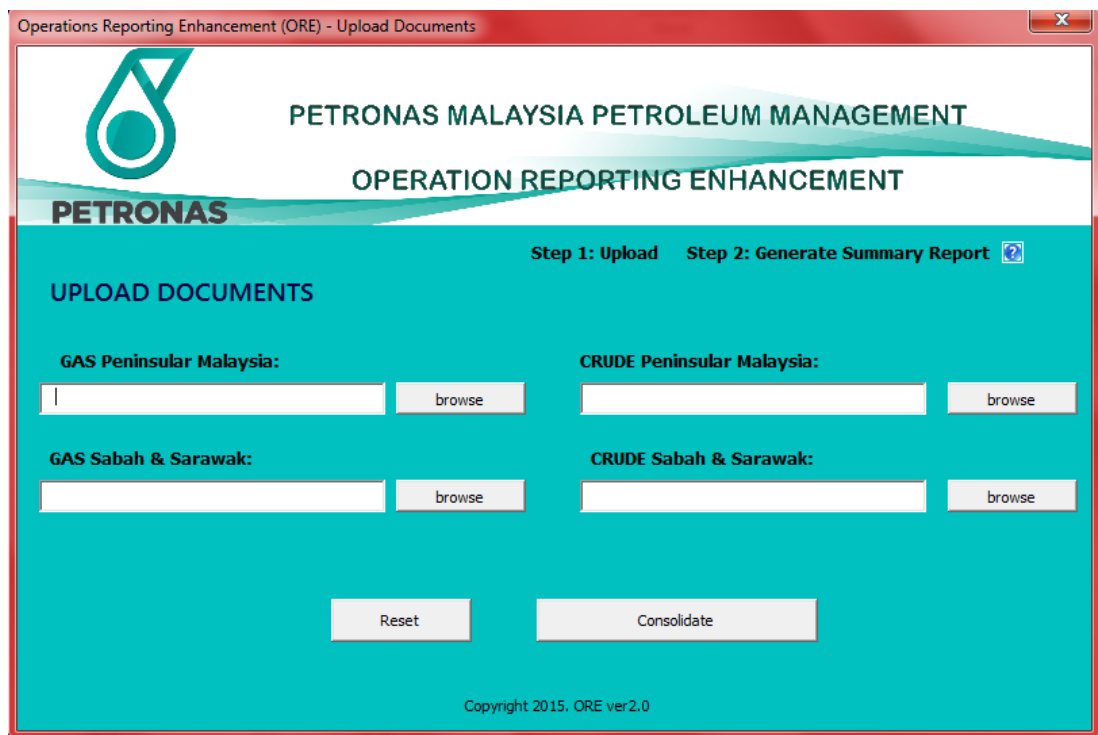 Operations Reporting Enhancement (ORE) - Upload Documents
x
PETRONAS MALAYSIA PETROLEUM MANAGEMENT
OPERATION REPORTING ENHANCEMENT
PETRONAS
Step 1: Upload Step 2: Generate Summary Report ?
UPLOAD DOCUMENTS
GAS Peninsular Malaysia: CRUDE Peninsular Malaysia:
browse browse
GAS Sabah & Sarawak: CRUDE Sabah & Sarawak:
browse browse
Reset Consolidate
Copyright 2015. ORE ver2.0